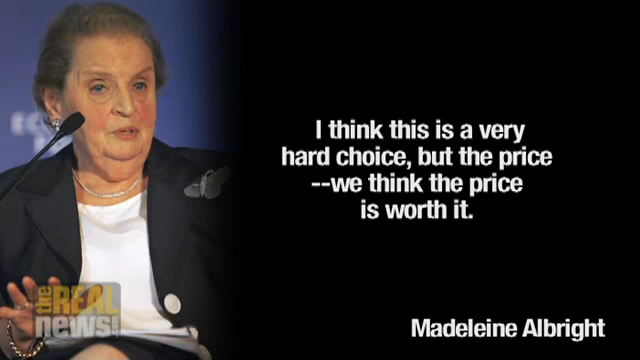 I think this is a very
hard choice, but the price
--we think the price
is worth it.
Madeleine Albright
the REAL
news